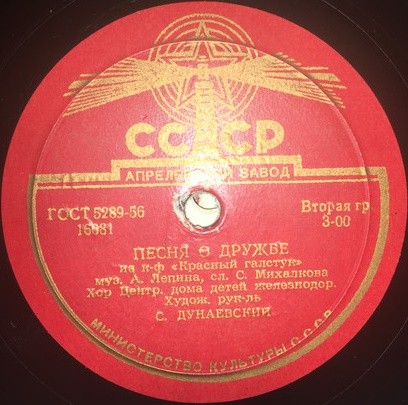 СССР
АПРЕЛЕВСКИЙ ЗАВОД
ГОСТ 5289-56
Вторая гр
3-00
ПЕСНЯ О ДРУЖБЕ
из к-ф «Красный галстук»
муз. А. Лепина, сл. С. Михалкова
Хор Центр. дома детей железнодор.
Худож. рук-ль
С. ДУНАЕВСКИЙ
МИНИСТЕРСТВО КУЛЬТУРЫ СССР